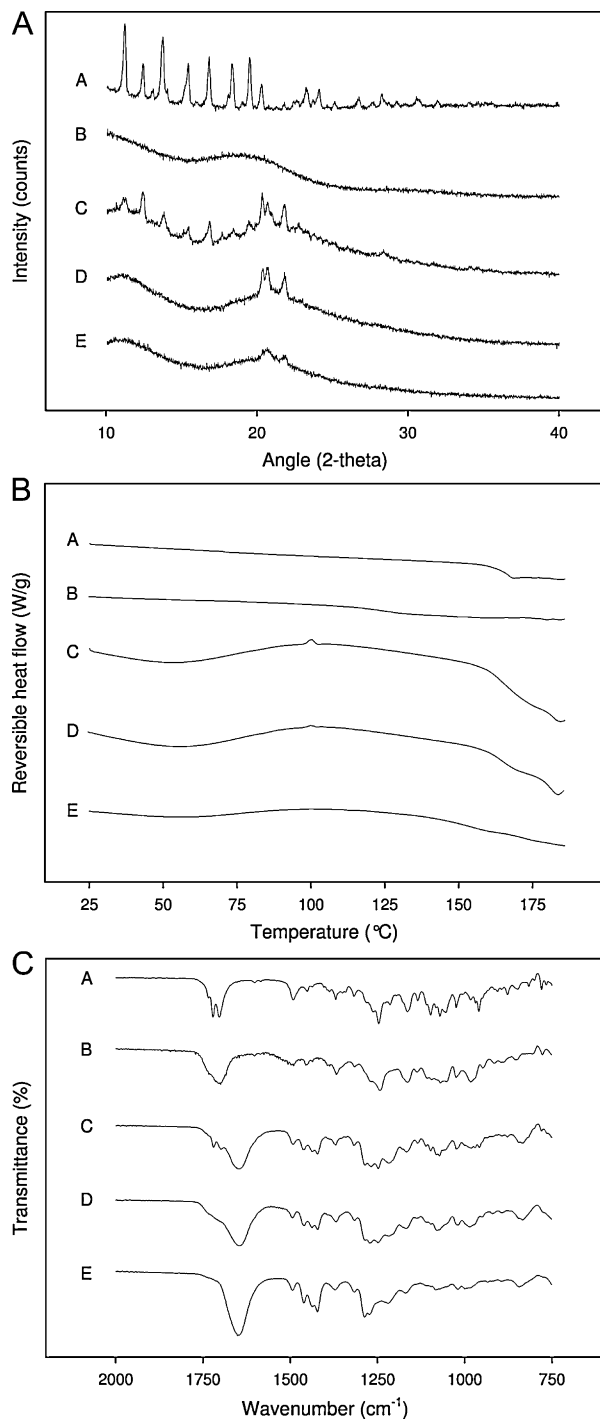 A
Intensity (counts)
A
B
C
D
E
10 20 30 40
Angle (2-theta)
B
Reversible heat flow (W/g)
A
B
C
D
E
25 50 75 100 125 150 175
Temperature (°C)
C
Transmittance (%)
A
B
C
D
E
2000 1750 1500 1250 1000 750
Wavenumber (cm⁻¹)